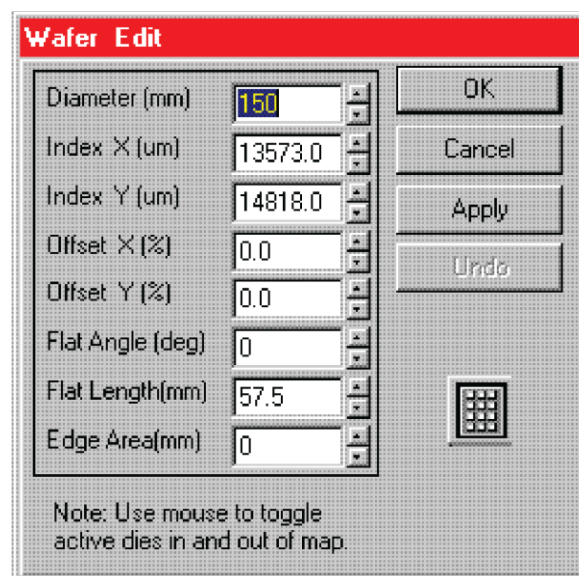 Wafer Edit
Diameter (mm) 150 OK
Index X (um) 13573.0 Cancel
Index Y (um) 14818.0 Apply
Offset X (%) 0.0 Undo
Offset Y (%) 0.0
Flat Angle (deg) 0
Flat Length(mm) 57.5
Edge Area(mm) 0
Note: Use mouse to toggle
active dies in and out of map.